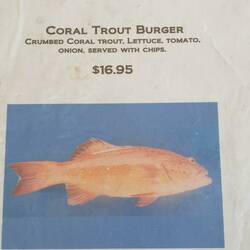 Coral Trout Burger
Crumbed Coral trout, Lettuce, tomato,
onion, served with chips.
$16.95